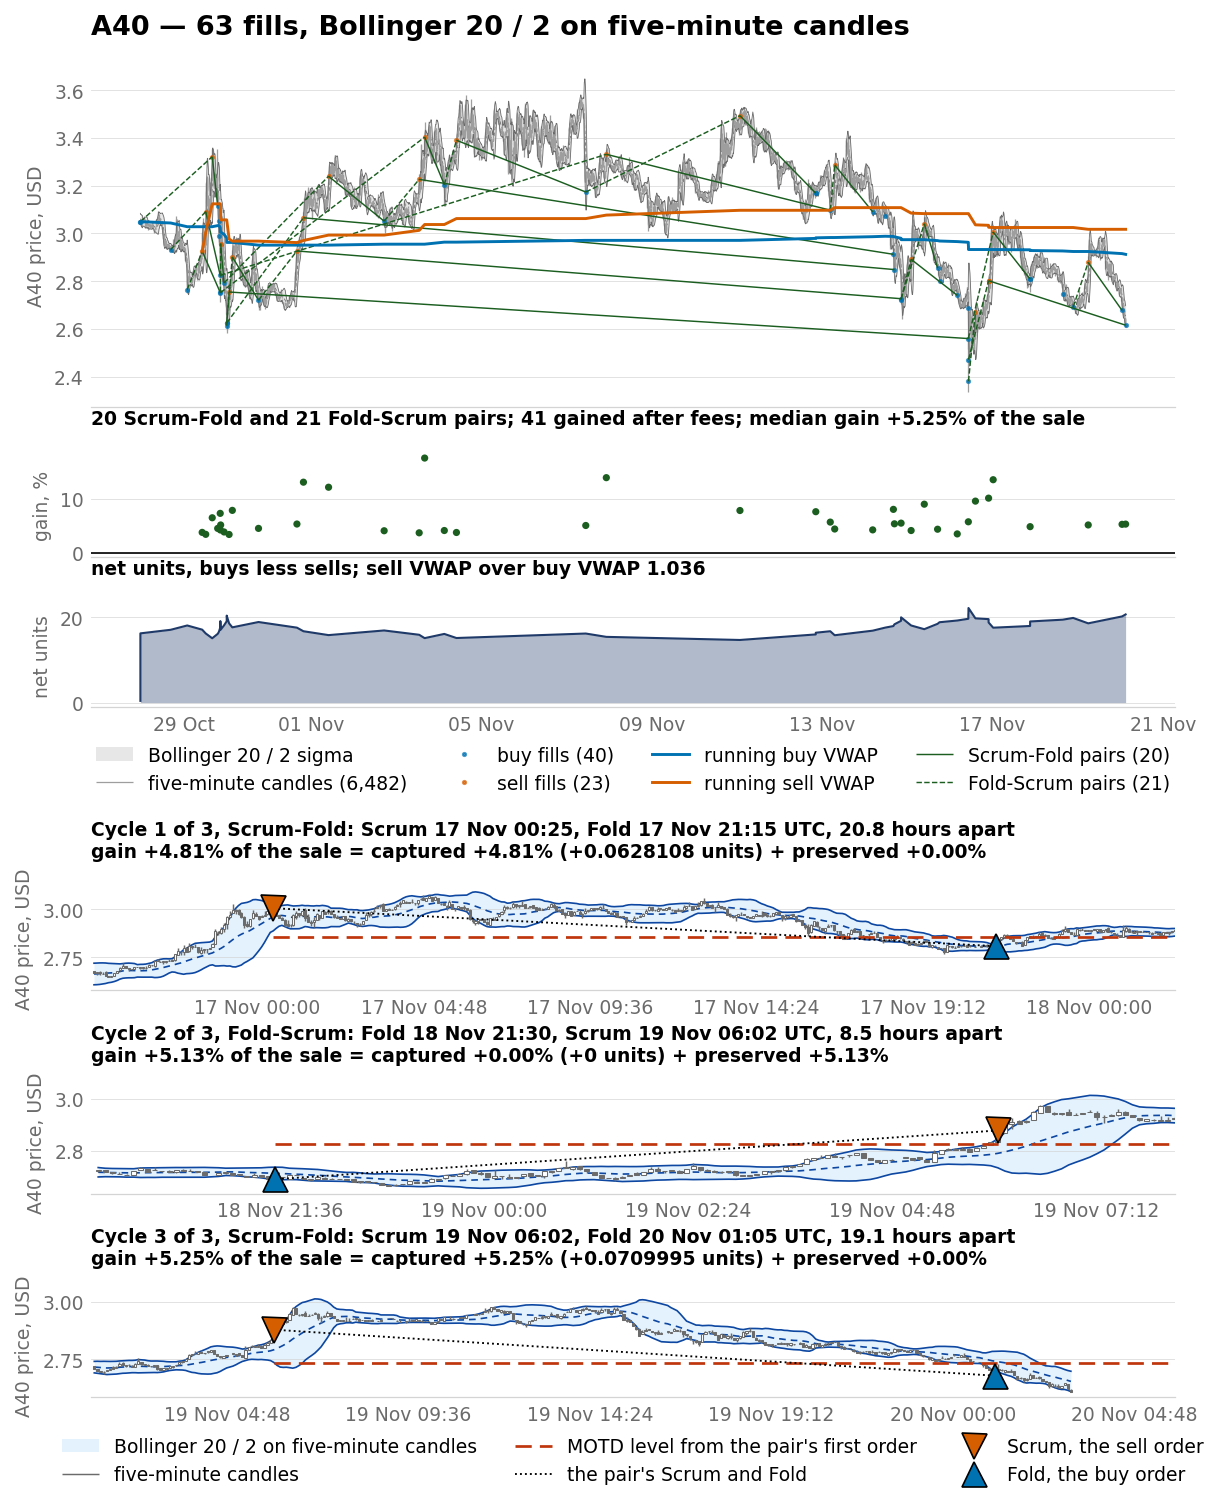 A40 — 63 fills, Bollinger 20 / 2 on five-minute candles
A40 price, USD
3.6
3.4
3.2
3.0
2.8
2.6
2.4
20 Scrum-Fold and 21 Fold-Scrum pairs; 41 gained after fees; median gain +5.25% of the sale
gain, %
10
0
net units, buys less sells; sell VWAP over buy VWAP 1.036
net units
20
0
29 Oct 01 Nov 05 Nov 09 Nov 13 Nov 17 Nov 21 Nov
Bollinger 20 / 2 sigma buy fills (40) running buy VWAP Scrum-Fold pairs (20)
five-minute candles (6,482) sell fills (23) running sell VWAP Fold-Scrum pairs (21)
Cycle 1 of 3, Scrum-Fold: Scrum 17 Nov 00:25, Fold 17 Nov 21:15 UTC, 20.8 hours apart
gain +4.81% of the sale = captured +4.81% (+0.0628108 units) + preserved +0.00%
A40 price, USD
3.00
2.75
17 Nov 00:00 17 Nov 04:48 17 Nov 09:36 17 Nov 14:24 17 Nov 19:12 18 Nov 00:00
Cycle 2 of 3, Fold-Scrum: Fold 18 Nov 21:30, Scrum 19 Nov 06:02 UTC, 8.5 hours apart
gain +5.13% of the sale = captured +0.00% (+0 units) + preserved +5.13%
A40 price, USD
3.0
2.8
18 Nov 21:36 19 Nov 00:00 19 Nov 02:24 19 Nov 04:48 19 Nov 07:12
Cycle 3 of 3, Scrum-Fold: Scrum 19 Nov 06:02, Fold 20 Nov 01:05 UTC, 19.1 hours apart
gain +5.25% of the sale = captured +5.25% (+0.0709995 units) + preserved +0.00%
A40 price, USD
3.00
2.75
19 Nov 04:48 19 Nov 09:36 19 Nov 14:24 19 Nov 19:12 20 Nov 00:00 20 Nov 04:48
Bollinger 20 / 2 on five-minute candles MOTD level from the pair's first order Scrum, the sell order
five-minute candles the pair's Scrum and Fold Fold, the buy order